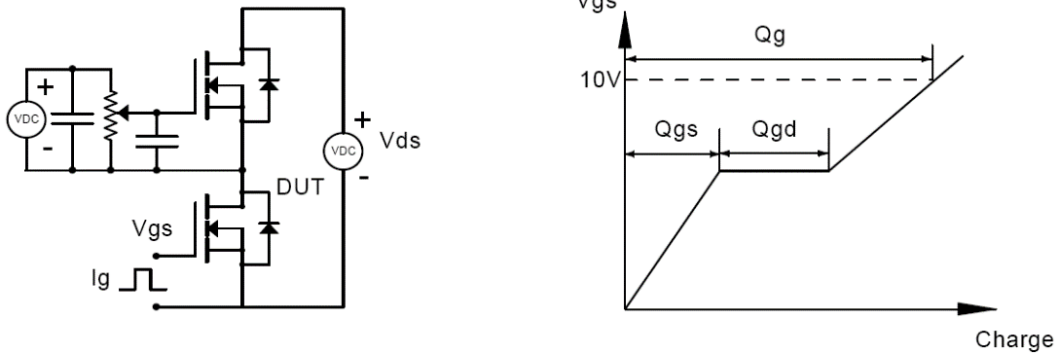 +
VDC
-
+
VDC
Vds
-
DUT
Vgs
Ig
Vgs
Qg
10V
Qgs
Qgd
Charge